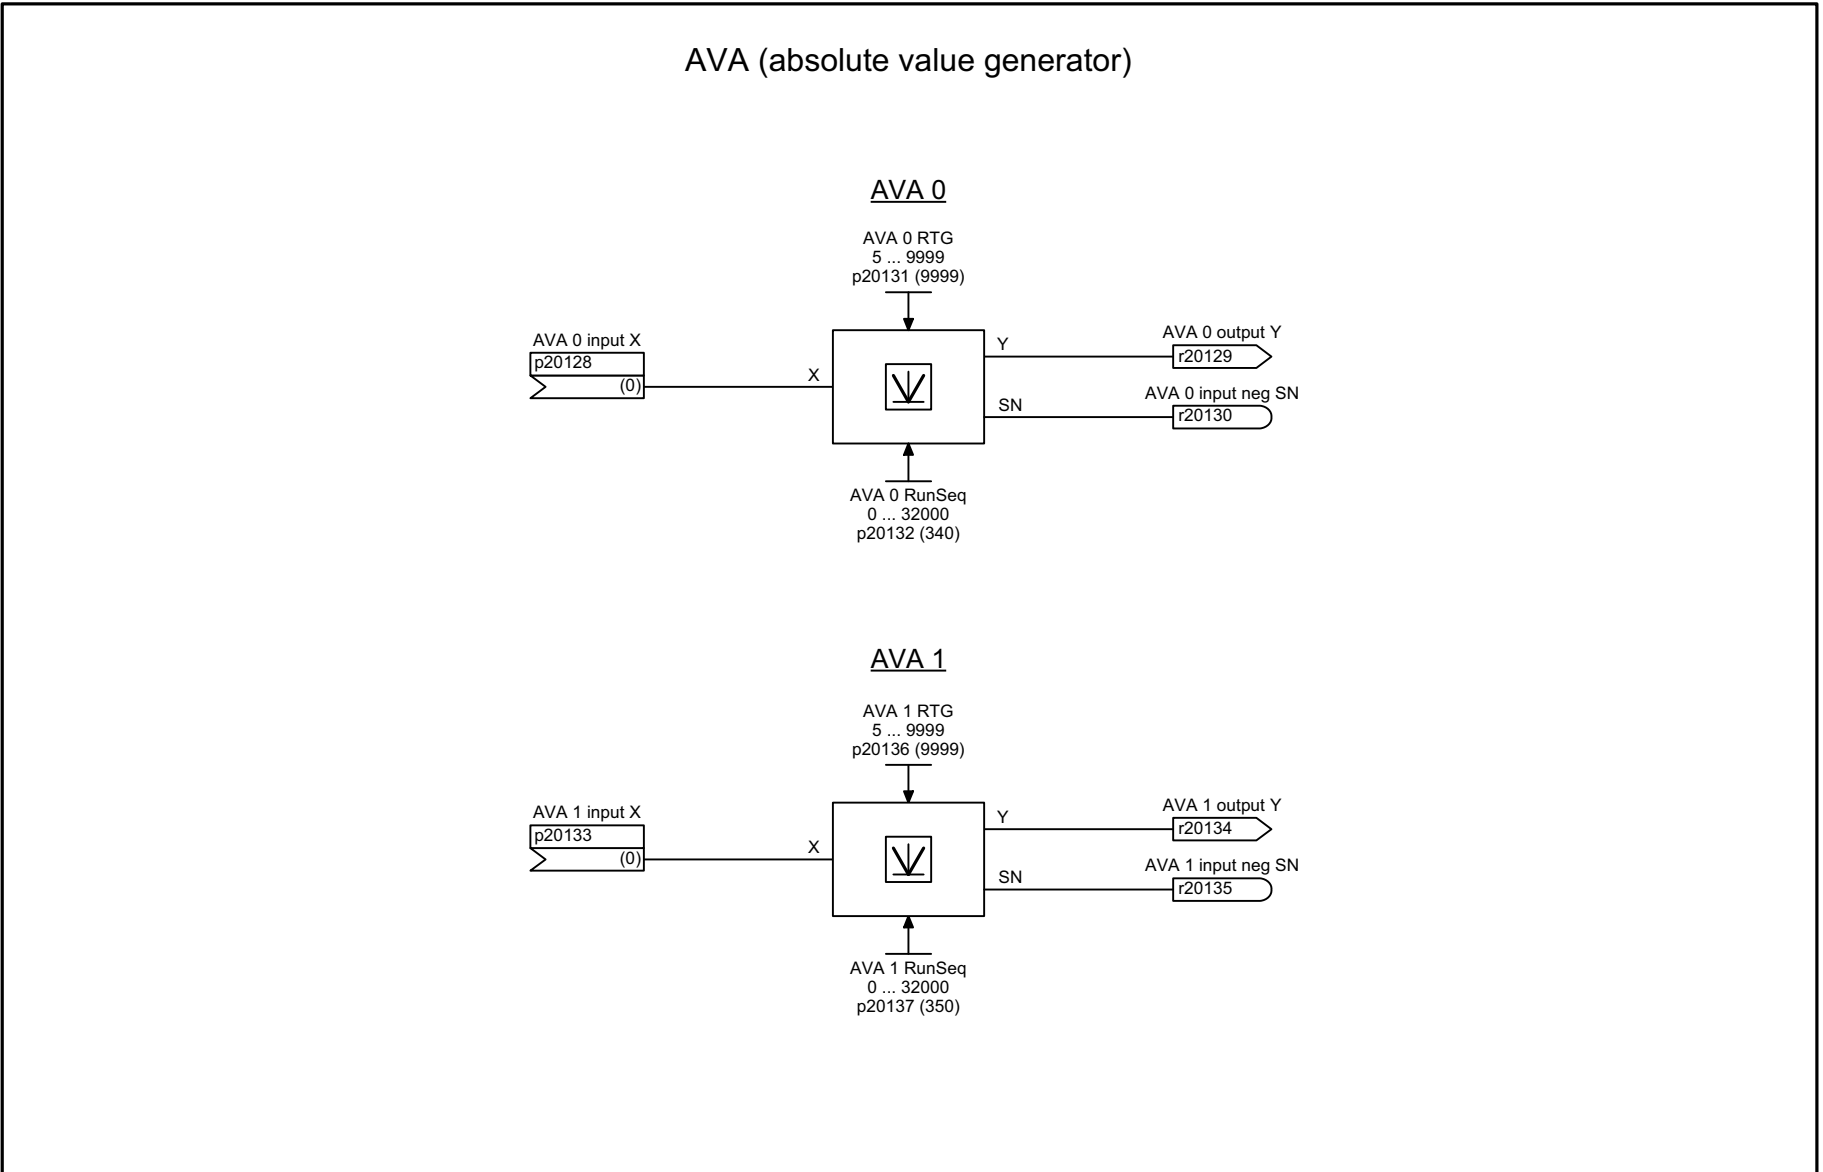 AVA (absolute value generator)
AVA 0
AVA 0 RTG
5 ... 9999
p20131 (9999)
AVA 0 input X
p20128
(0)
X
Y
AVA 0 output Y
r20129
SN
AVA 0 input neg SN
r20130
AVA 0 RunSeq
0 ... 32000
p20132 (340)
AVA 1
AVA 1 RTG
5 ... 9999
p20136 (9999)
AVA 1 input X
p20133
(0)
X
Y
AVA 1 output Y
r20134
SN
AVA 1 input neg SN
r20135
AVA 1 RunSeq
0 ... 32000
p20137 (350)